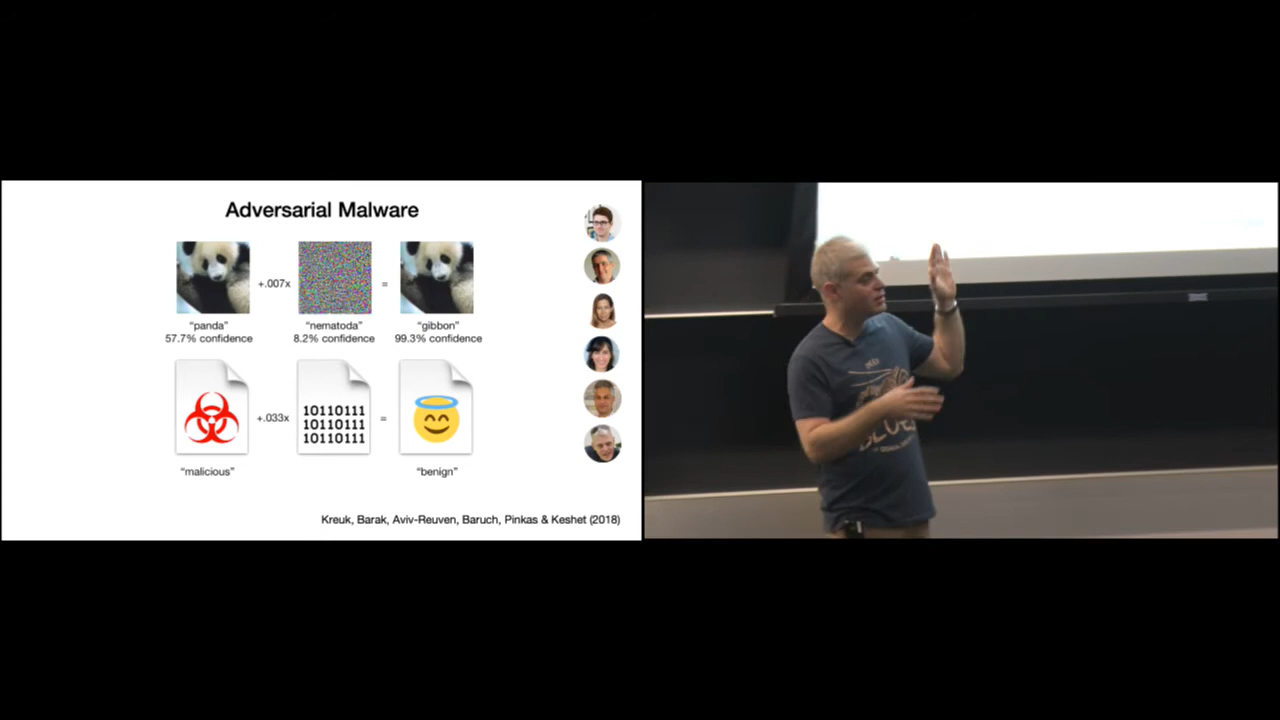 Adversarial Malware
+.007x
=
“panda”
57.7% confidence
“nematoda”
8.2% confidence
“gibbon”
99.3% confidence
+.033x
10110111
10110111
10110111
=
“malicious”
“benign”
Kreuk, Barak, Aviv-Reuven, Baruch, Pinkas & Keshet (2018)